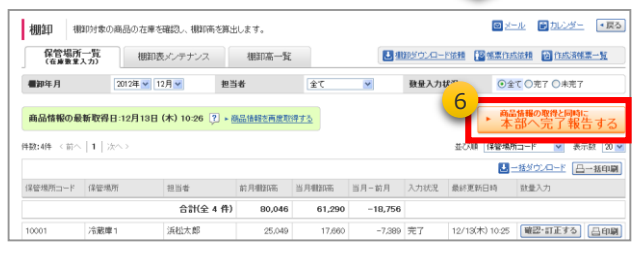 棚卸 棚卸対象の商品の在庫を確認し、棚卸高を算出します。 メール カレンダー 戻る
保管場所一覧 棚卸表メンテナンス 棚卸高一覧 棚卸ダウンロード依頼 帳票作成依頼 作成済帳票一覧
(在庫数量入力)
棚卸年月 2012年 12月 担当者 全て 数量入力状況 全て 完了 未完了
6
商品情報の最新取得日:12月13日 (木) 10:26 ? 商品情報を再度取得する
商品情報の取得と同時に
本部へ完了報告する
件数:4件 <前へ | 1 | 次へ> 並び順 保管場所コード 表示数 20
一括ダウンロード 一括印刷
保管場所コード 保管場所 担当者 前月棚卸高 当月棚卸高 当月-前月 入力状況 最終更新日時 数量入力
合計(全 4 件) 80,046 61,290 -18,756
10001 冷蔵庫1 浜松太郎 25,049 17,660 -7,389 完了 12/13(木) 10:25 確認・訂正する 印刷